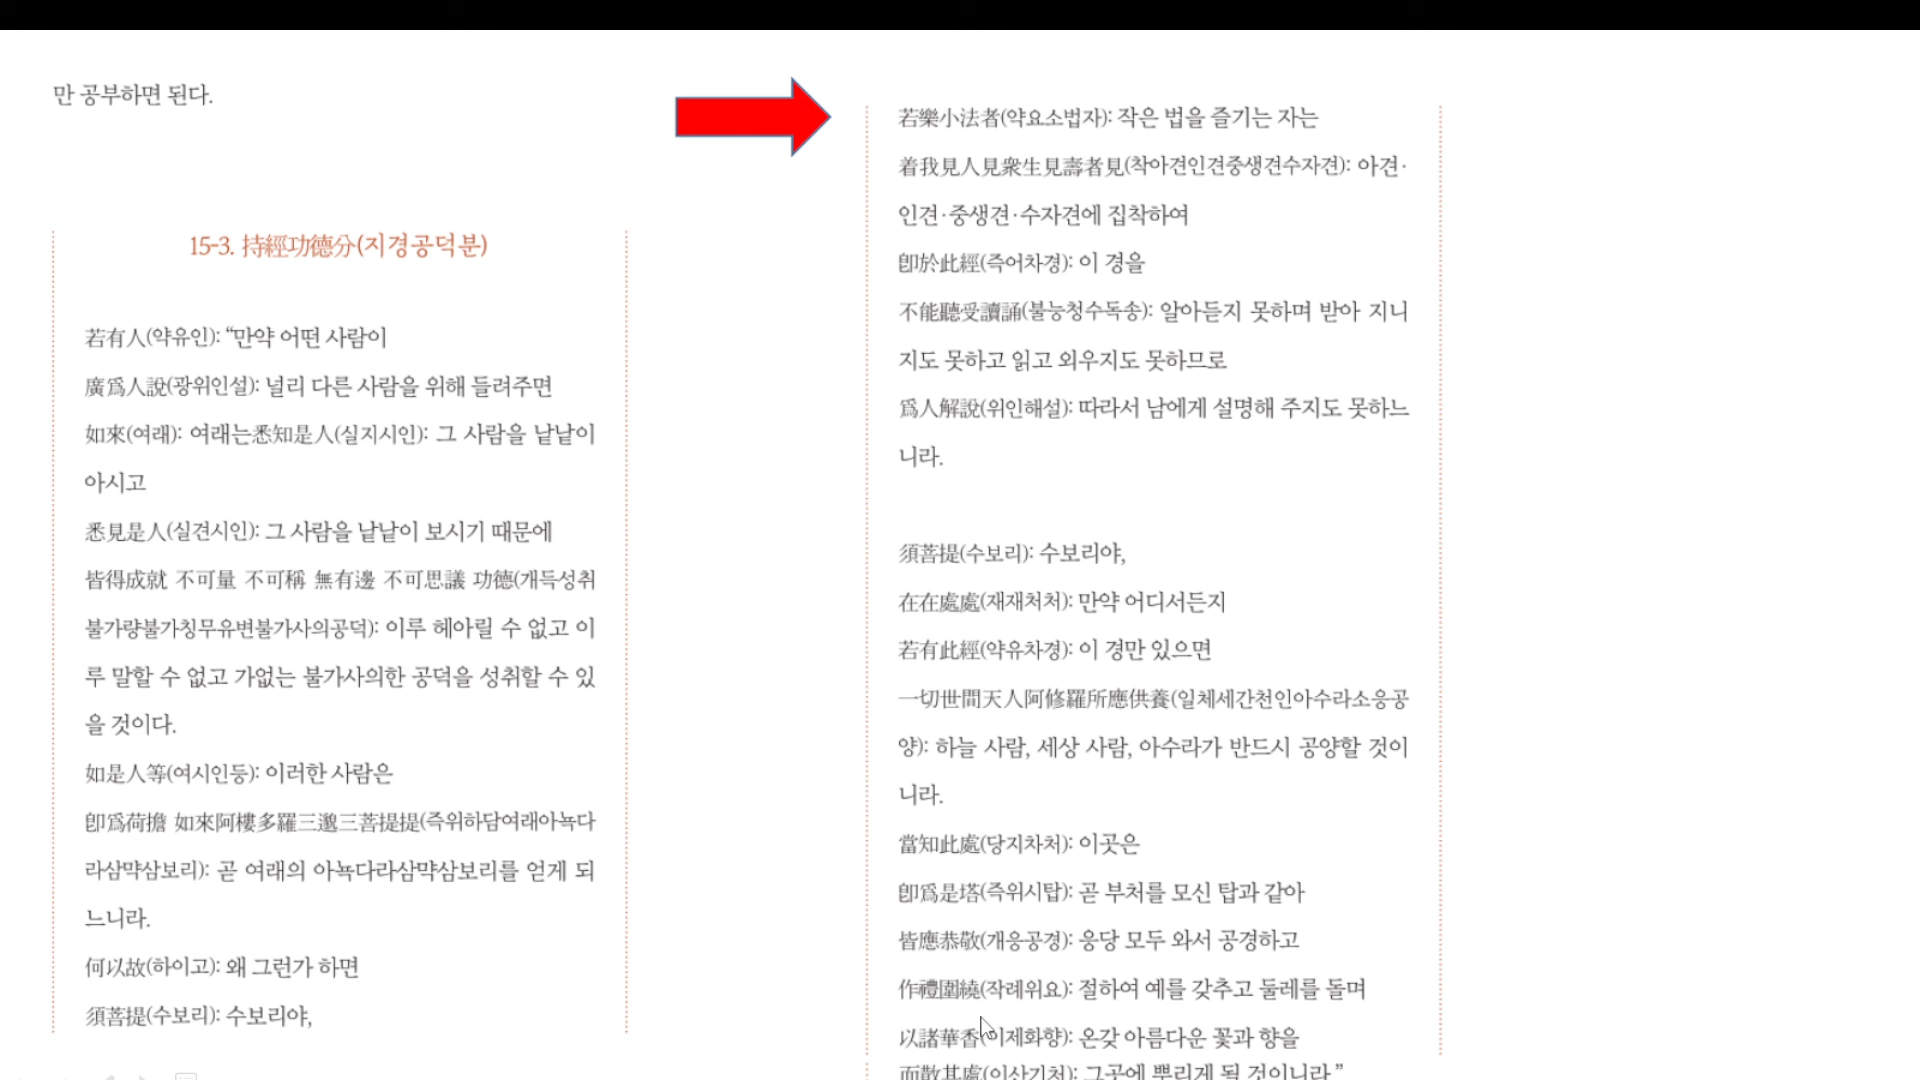 만 공부하면 된다.
15-3. 持經功德分(지경공덕분)
若有人(약유인): “만약 어떤 사람이
廣爲人說(광위인설): 널리 다른 사람을 위해 들려주면
如來(여래): 여래는悉知是人(실지시인): 그 사람을 낱낱이
아시고
悉見是人(실견시인): 그 사람을 낱낱이 보시기 때문에
皆得成就 不可量 不可稱 無有邊 不可思議 功德(개득성취
불가량불가칭무유변불가사의공덕): 이루 헤아릴 수 없고 이
루 말할 수 없고 가없는 불가사의한 공덕을 성취할 수 있
을 것이다.
如是人等(여시인등): 이러한 사람은
卽爲荷擔 如來阿樓多羅三邈三菩提提(즉위하담여래아뇩다
라삼먁삼보리): 곧 여래의 아뇩다라삼먁삼보리를 얻게 되
느니라.
何以故(하이고): 왜 그런가 하면
須菩提(수보리): 수보리야,
若樂小法者(약요소법자): 작은 법을 즐기는 자는
着我見人見衆生見壽者見(착아견인견중생견수자견): 아견·
인견·중생견·수자견에 집착하여
卽於此經(즉어차경): 이 경을
不能聽受讀誦(불능청수독송): 알아듣지 못하며 받아 지니
지도 못하고 읽고 외우지도 못하므로
爲人解說(위인해설): 따라서 남에게 설명해 주지도 못하느
니라.
須菩提(수보리): 수보리야,
在在處處(재재처처): 만약 어디서든지
若有此經(약유차경): 이 경만 있으면
一切世間天人阿修羅所應供養(일체세간천인아수라소응공
양): 하늘 사람, 세상 사람, 아수라가 반드시 공양할 것이
니라.
當知此處(당지차처): 이곳은
卽爲是塔(즉위시탑): 곧 부처를 모신 탑과 같아
皆應恭敬(개응공경): 응당 모두 와서 공경하고
作禮圍繞(작례위요): 절하여 예를 갖추고 둘레를 돌며
以諸華香(이제화향): 온갖 아름다운 꽃과 향을
而散其處(이산기처): 그곳에 뿌리게 될 것이니라.”